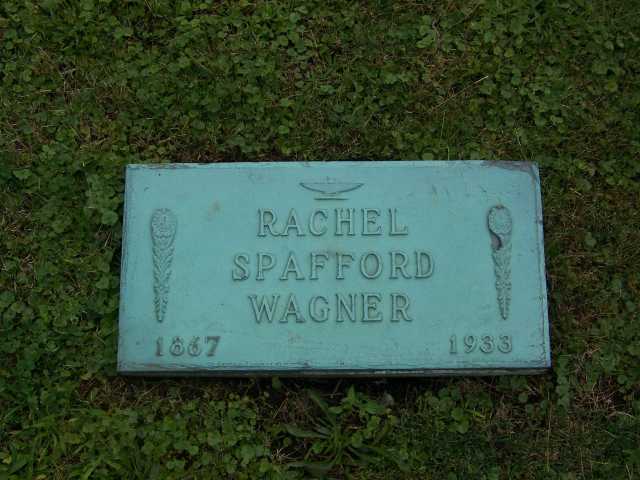 RACHEL
SPAFFORD
WAGNER
1867 1933